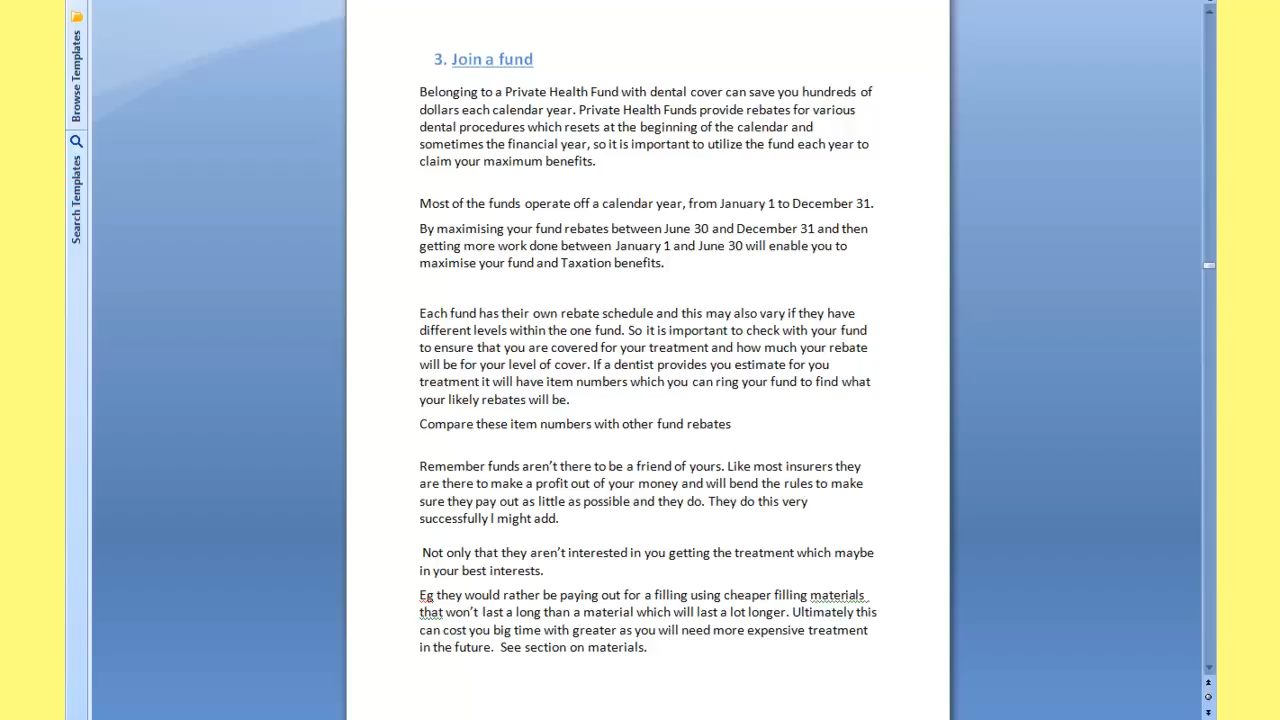 Browse Templates
Search Templates
3. Join a fund
Belonging to a Private Health Fund with dental cover can save you hundreds of
dollars each calendar year. Private Health Funds provide rebates for various
dental procedures which resets at the beginning of the calendar and
sometimes the financial year, so it is important to utilize the fund each year to
claim your maximum benefits.
Most of the funds operate off a calendar year, from January 1 to December 31.
By maximising your fund rebates between June 30 and December 31 and then
getting more work done between January 1 and June 30 will enable you to
maximise your fund and Taxation benefits.
Each fund has their own rebate schedule and this may also vary if they have
different levels within the one fund. So it is important to check with your fund
to ensure that you are covered for your treatment and how much your rebate
will be for your level of cover. If a dentist provides you estimate for you
treatment it will have item numbers which you can ring your fund to find what
your likely rebates will be.
Compare these item numbers with other fund rebates
Remember funds aren't there to be a friend of yours. Like most insurers they
are there to make a profit out of your money and will bend the rules to make
sure they pay out as little as possible and they do. They do this very
successfully I might add.
Not only that they aren't interested in you getting the treatment which maybe
in your best interests.
Eg they would rather be paying out for a filling using cheaper filling materials
that won't last a long than a material which will last a lot longer. Ultimately this
can cost you big time with greater as you will need more expensive treatment
in the future.  See section on materials.